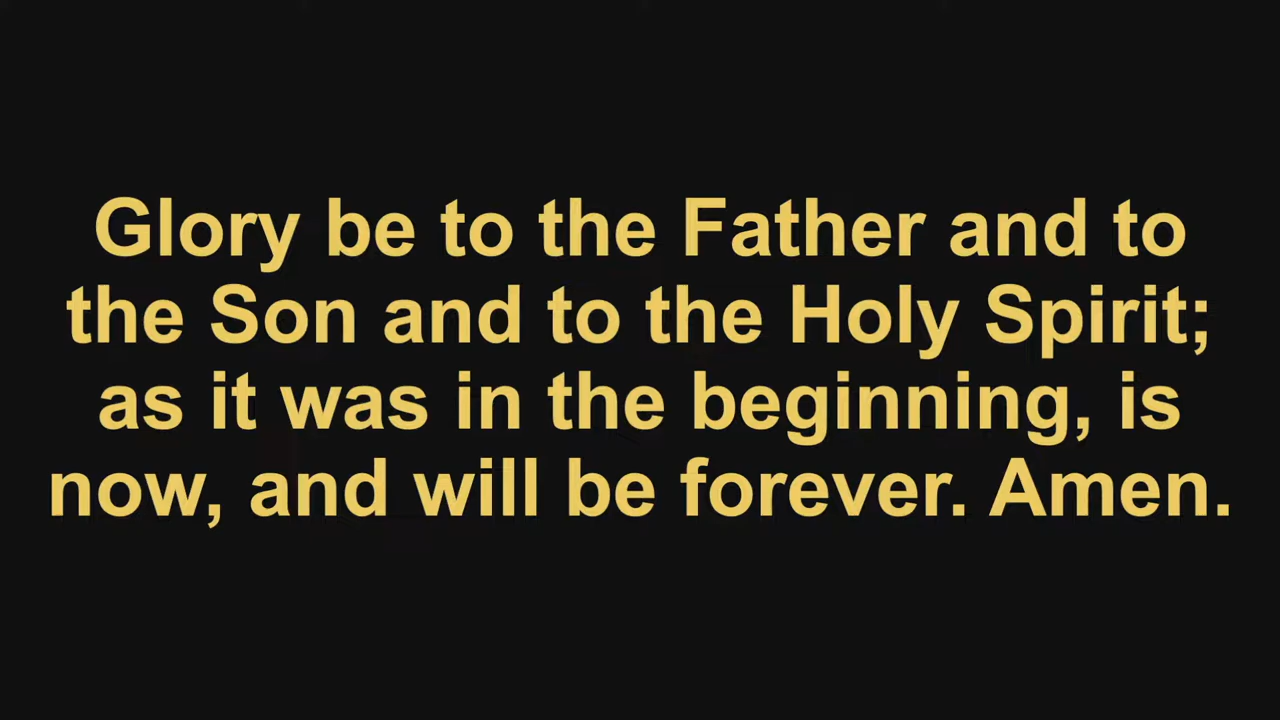 Glory be to the Father and to
the Son and to the Holy Spirit;
as it was in the beginning, is
now, and will be forever. Amen.